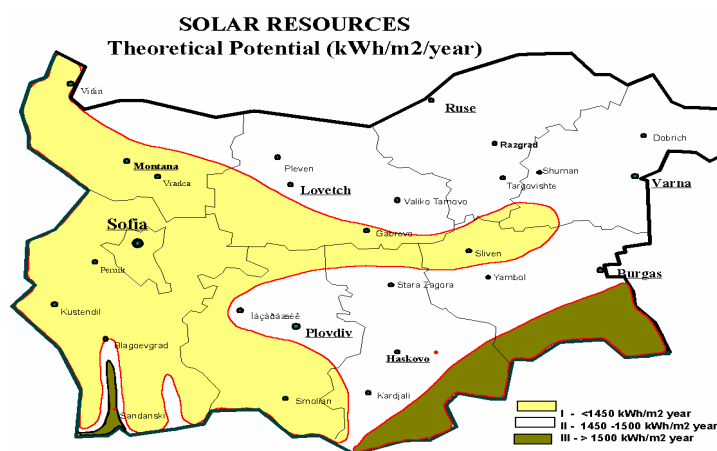 SOLAR RESOURCES
Theoretical Potential (kWh/m2/year)
Vidin
Ruse
Razgrad
Dobrich
Montana
Vratca
Pleven
Lovetch
Shuman
Targovishte
Varna
Valiko Tarnovo
Sofia
Gabrevo
Sliven
Pernik
Yambol
Burgas
Stara Zagora
Kustendil
Ïàçàðäæèê
Plovdiv
Blagoevgrad
Haskovo
Kardjali
Smolian
Sandanski
I - <1450 kWh/m2 year
II - 1450 -1500 kWh/m2 year
III - > 1500 kWh/m2 year